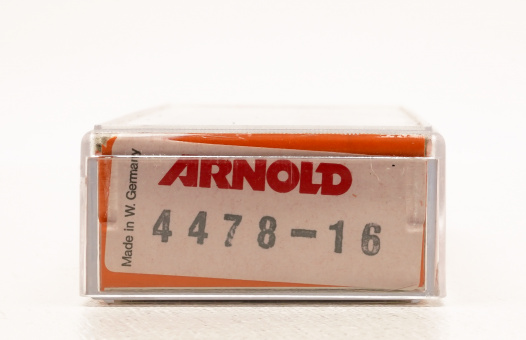 Made in W. Germany
ARNOLD
4478-16